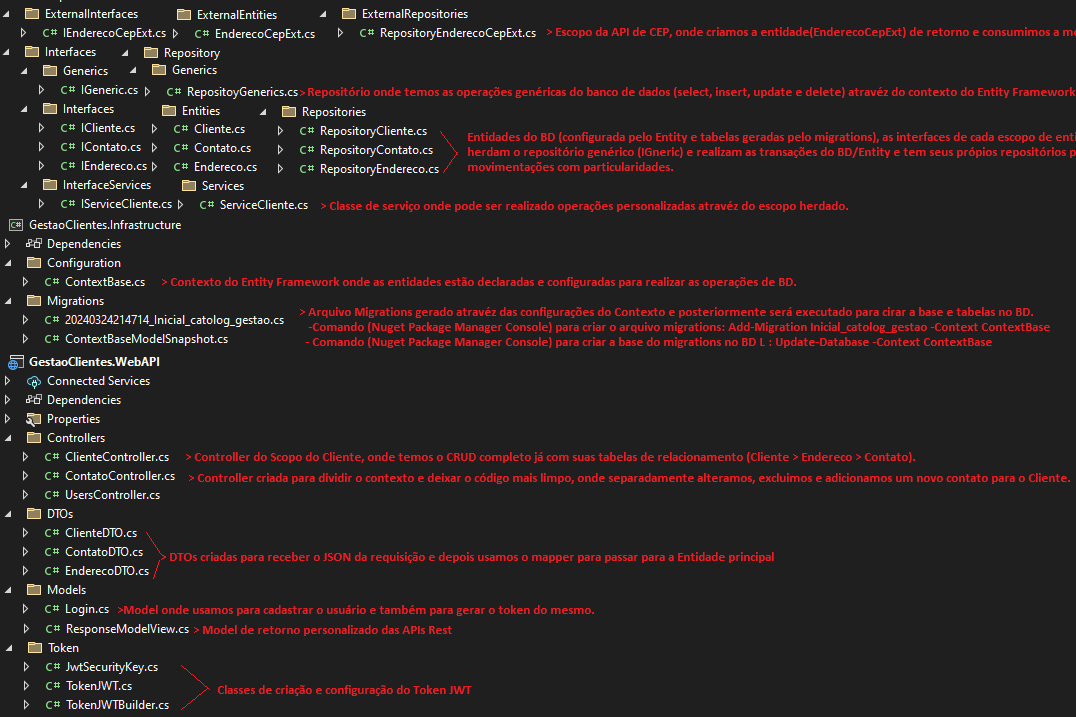 ExternalInterfaces ExternalEntities ExternalRepositories
C# IEnderecoCepExt.cs C# EnderecoCepExt.cs C# RepositoryEnderecoCepExt.cs > Escopo da API de CEP, onde criamos a entidade(EnderecoCepExt) de retorno e consumimos a me
Interfaces Repository
Generics Generics
C# IGeneric.cs C# RepositoyGenerics.cs > Repositório onde temos as operações genéricas do banco de dados (select, insert, update e delete) atravéz do contexto do Entity Framework
Interfaces Entities Repositories
C# ICliente.cs C# Cliente.cs C# RepositoryCliente.cs
C# IContato.cs C# Contato.cs C# RepositoryContato.cs
C# IEndereco.cs C# Endereco.cs C# RepositoryEndereco.cs
Entidades do BD (configurada pelo Entity e tabelas geradas pelo migrations), as interfaces de cada escopo de enti
herdam o repositório genérico (IGneric) e realizam as transações do BD/Entity e tem seus própios repositórios p
movimentações com particularidades.
InterfaceServices Services
C# IServiceCliente.cs C# ServiceCliente.cs > Classe de serviço onde pode ser realizado operações personalizadas atravéz do escopo herdado.
C# GestaoClientes.Infrastructure
Dependencies
Configuration
C# ContextBase.cs > Contexto do Entity Framework onde as entidades estão declaradas e configuradas para realizar as operações de BD.
Migrations
C# 20240324214714_Inicial_catolog_gestao.cs
C# ContextBaseModelSnapshot.cs
> Arquivo Migrations gerado atravéz das configurações do Contexto e posteriormente será executado para cirar a base e tabelas no BD.
-Comando (Nuget Package Manager Console) para criar o arquivo migrations: Add-Migration Inicial_catolog_gestao -Context ContextBase
- Comando (Nuget Package Manager Console) para criar a base do migrations no BD L : Update-Database -Context ContextBase
GestaoClientes.WebAPI
Connected Services
Dependencies
Properties
Controllers
C# ClienteController.cs > Controller do Scopo do Cliente, onde temos o CRUD completo já com suas tabelas de relacionamento (Cliente > Endereco > Contato).
C# ContatoController.cs > Controller criada para dividir o contexto e deixar o código mais limpo, onde separadamente alteramos, excluimos e adicionamos um novo contato para o Cliente.
C# UsersController.cs
DTOs
C# ClienteDTO.cs
C# ContatoDTO.cs > DTOs criadas para receber o JSON da requisição e depois usamos o mapper para passar para a Entidade principal
C# EnderecoDTO.cs
Models
C# Login.cs >Model onde usamos para cadastrar o usuário e também para gerar o token do mesmo.
C# ResponseModelView.cs > Model de retorno personalizado das APIs Rest
Token
C# JwtSecurityKey.cs
C# TokenJWT.cs Classes de criação e configuração do Token JWT
C# TokenJWTBuilder.cs